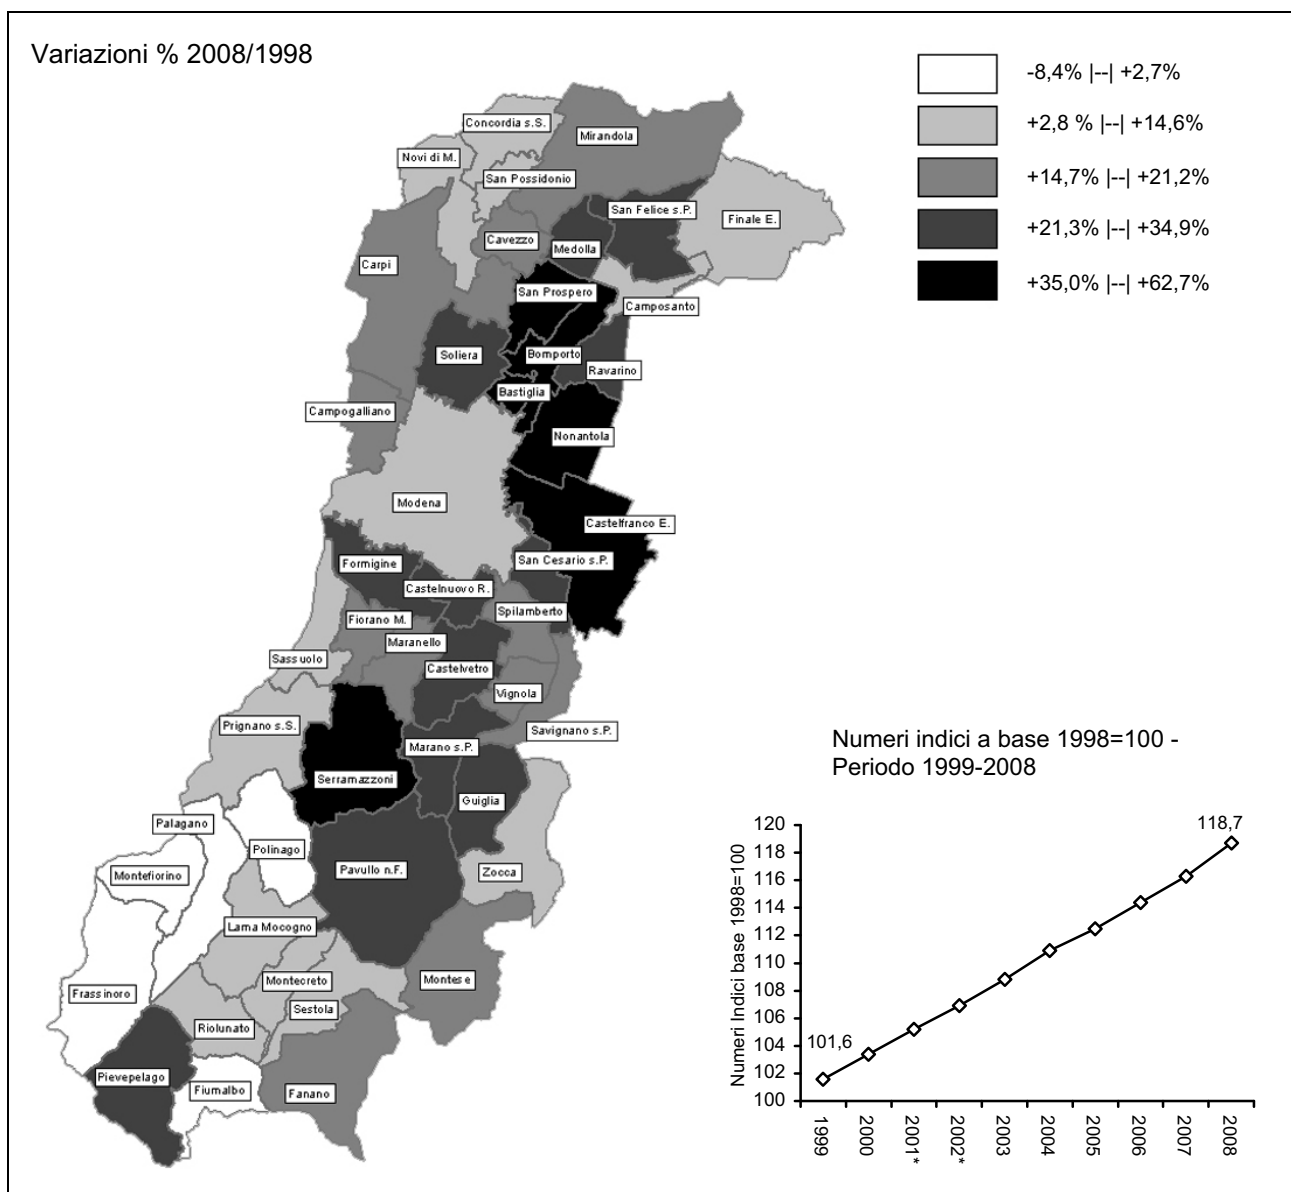 Variazioni % 2008/1998
-8,4% |--| +2,7%
+2,8 % |--| +14,6%
+14,7% |--| +21,2%
+21,3% |--| +34,9%
+35,0% |--| +62,7%
Concordia s.S.
Mirandola
Novi di M.
San Possidonio
San Felice s.P.
Finale E.
Cavezzo
Medolla
Carpi
San Prospero
Camposanto
Soliera
Bomporto
Ravarino
Bastiglia
Campogalliano
Nonantola
Modena
Castelfranco E.
Formigine
San Cesario s.P.
Castelnuovo R.
Spilamberto
Fiorano M.
Maranello
Sassuolo
Castelvetro
Vignola
Prignano s.S.
Savignano s.P.
Marano s.P.
Serramazzoni
Guiglia
Palagano
Polinago
Montefiorino
Pavullo n.F.
Zocca
Lama Mocogno
Montecreto
Montese
Frassinoro
Sestola
Riolunato
Pievepelago
Fiumalbo
Fanano
Numeri indici a base 1998=100 -
Periodo 1999-2008
Numeri Indici base 1998=100
120
118
116
114
112
110
108
106
104
102
100
101,6
118,7
1999
2000
2001*
2002*
2003
2004
2005
2006
2007
2008